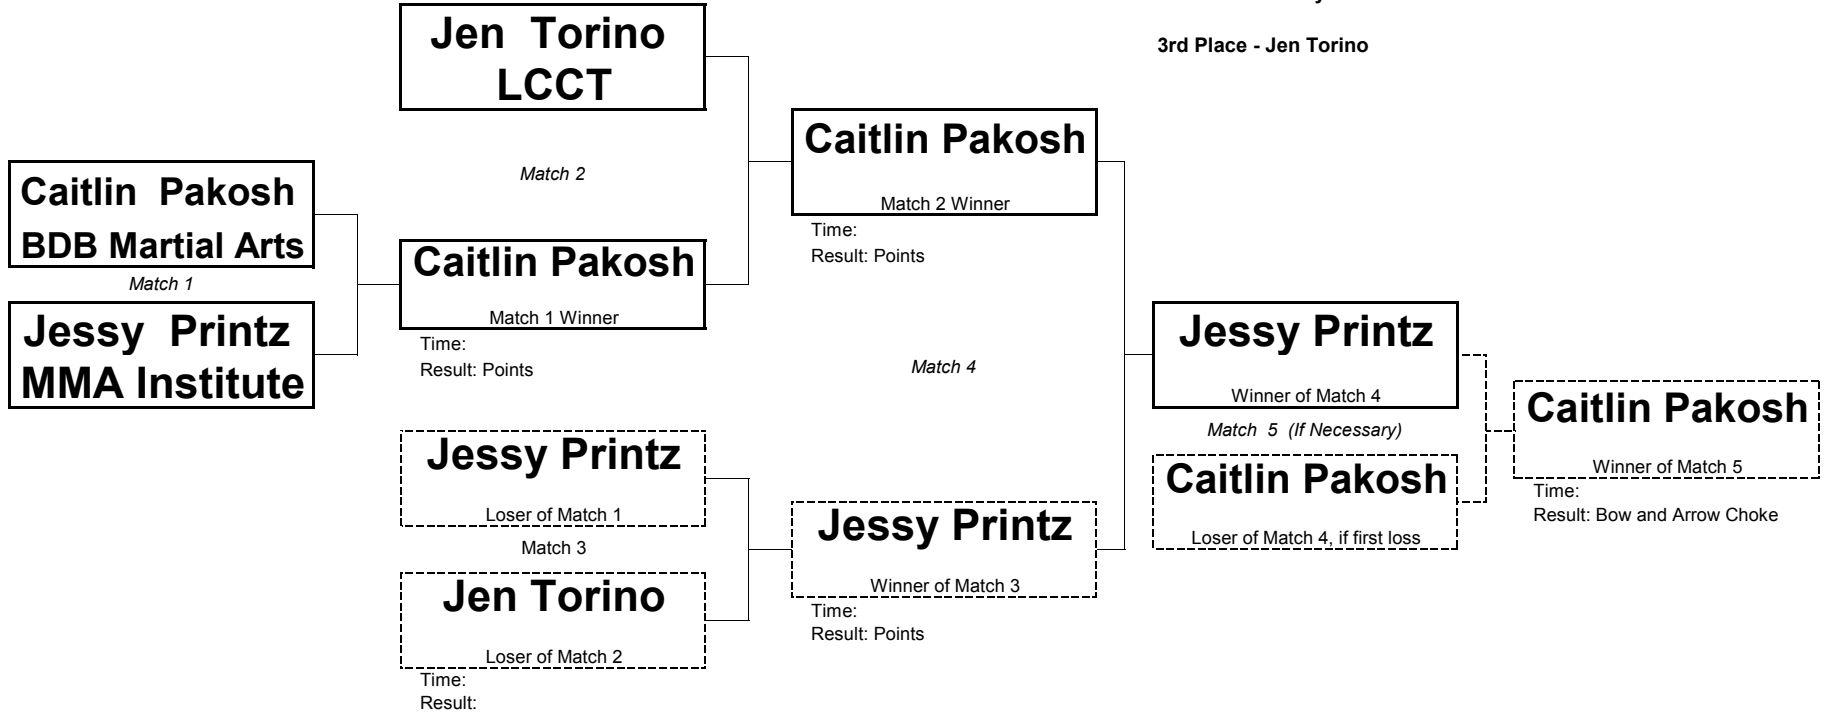 3rd Place - Jen Torino
Jen Torino
LCCT
Match 2
Caitlin Pakosh
BDB Martial Arts
Match 1
Jessy Printz
MMA Institute
Caitlin Pakosh
Match 1 Winner
Time:
Result: Points
Caitlin Pakosh
Match 2 Winner
Time:
Result: Points
Match 4
Jessy Printz
Loser of Match 1
Match 3
Jen Torino
Loser of Match 2
Time:
Result:
Jessy Printz
Winner of Match 3
Time:
Result: Points
Jessy Printz
Winner of Match 4
Match 5 (If Necessary)
Caitlin Pakosh
Loser of Match 4, if first loss
Caitlin Pakosh
Winner of Match 5
Time:
Result: Bow and Arrow Choke